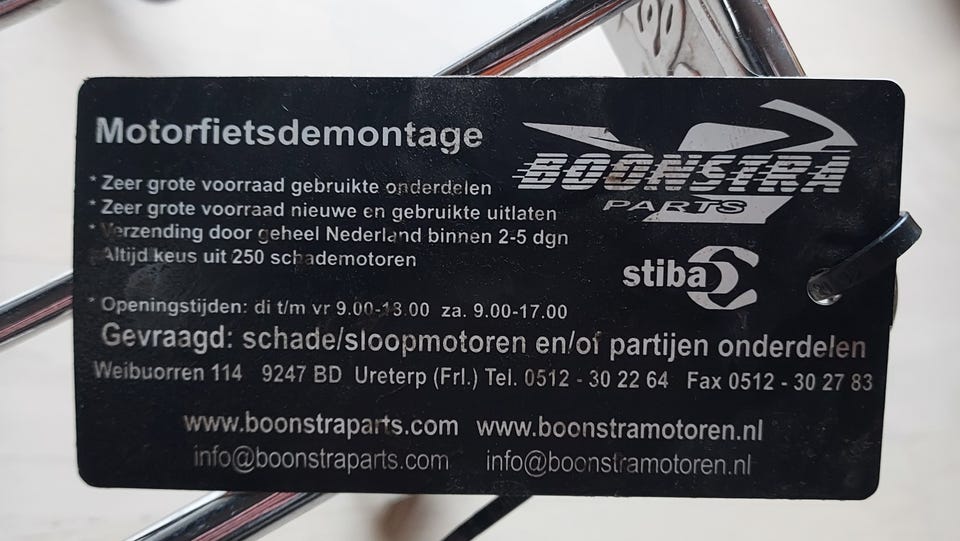 06
Motorfietsdemontage
BOONSTRA
PARTS
* Zeer grote voorraad gebruikte onderdelen
* Zeer grote voorraad nieuwe en gebruikte uitlaten
* Verzending door geheel Nederland binnen 2-5 dgn
Altijd keus uit 250 schademotoren
stiba
* Openingstijden: di t/m vr 9.00-18.00 za. 9.00-17.00
Gevraagd: schade/sloopmotoren en/of partijen onderdelen
Weibuorren 114 9247 BD Ureterp (Frl.) Tel. 0512 - 30 22 64 Fax 0512 - 30 27 83
www.boonstraparts.com www.boonstramotoren.nl
info@boonstraparts.com info@boonstramotoren.nl